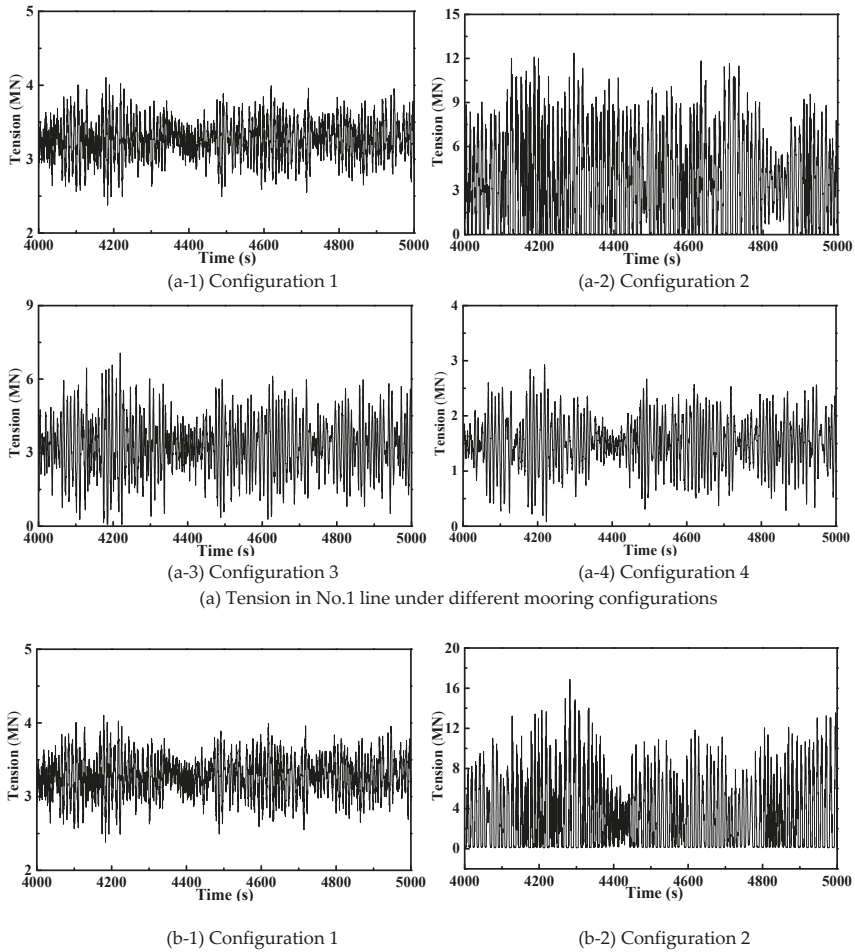 5
4
3
2
4000 4200 4400 4600 4800 5000
Tension (MN)
Time (s)
(a-1) Configuration 1
15
12
9
6
3
0
4000 4200 4400 4600 4800 5000
Tension (MN)
Time (s)
(a-2) Configuration 2
9
6
3
0
4000 4200 4400 4600 4800 5000
Tension (MN)
Time (s)
(a-3) Configuration 3
4
3
2
1
0
4000 4200 4400 4600 4800 5000
Tension (MN)
Time (s)
(a-4) Configuration 4
(a) Tension in No.1 line under different mooring configurations
5
4
3
2
4000 4200 4400 4600 4800 5000
Tension (MN)
Time (s)
(b-1) Configuration 1
20
16
12
8
4
0
4000 4200 4400 4600 4800 5000
Tension (MN)
Time (s)
(b-2) Configuration 2